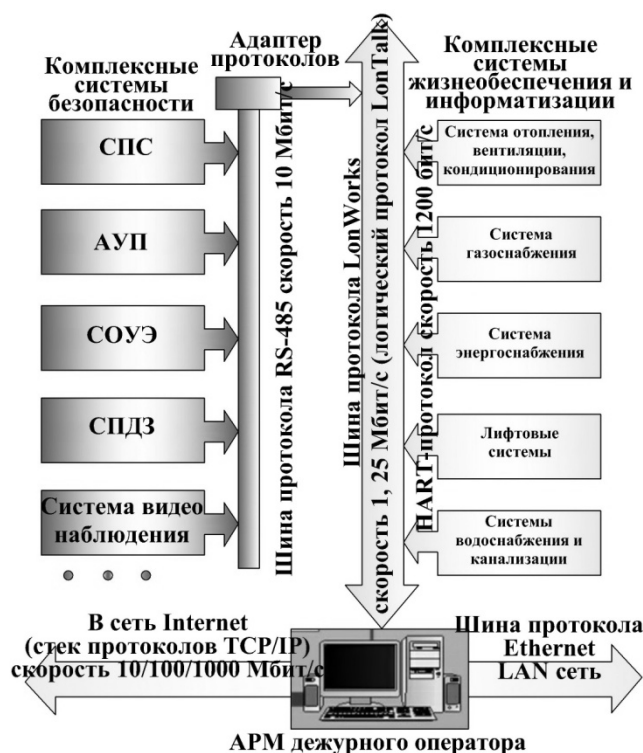 Комплексные
системы
безопасности
Адаптер
протоколов
Комплексные
системы
жизнеобеспечения и
информатизации
СПС
АУП
СОУЭ
СПДЗ
Система видео
наблюдения
Шина протокола RS-485 скорость 10 Мбит/с
Шина протокола LonWorks
скорость 1, 25 Мбит/с (логический протокол LonTalk)
HART-протокол скорость 1200 бит/с
Система отопления,
вентиляции,
кондиционирования
Система
газоснабжения
Система
энергоснабжения
Лифтовые
системы
Системы
водоснабжения и
канализации
В сеть Internet
(стек протоколов TCP/IP)
скорость 10/100/1000 Мбит/с
Шина протокола
Ethernet
LAN сеть
АРМ дежурного оператора